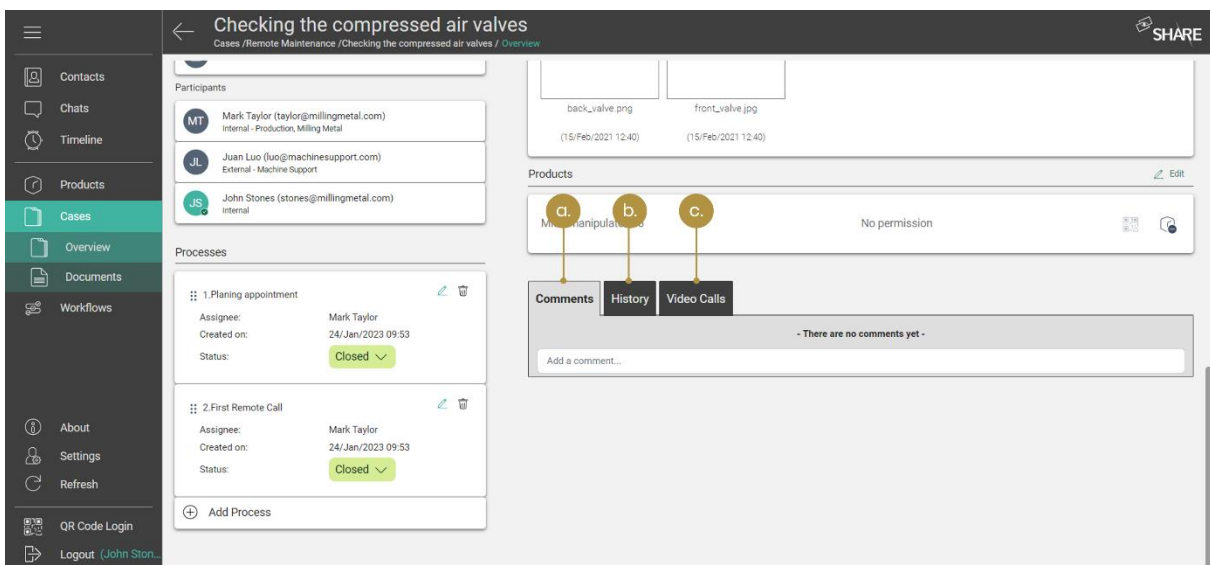 Checking the compressed air valves
Cases /Remote Maintenance /Checking the compressed air valves / Overview
SHARE
Contacts
Chats
Timeline
Products
Cases
Overview
Documents
Workflows
About
Settings
Refresh
QR Code Login
Logout (John Ston...
Participants
MT
Mark Taylor (taylor@millingmetal.com)
Internal - Production, Milling Metal
JL
Juan Luo (luo@machinesupport.com)
External - Machine Support
JS
John Stones (stones@millingmetal.com)
Internal
Processes
1.Planing appointment
Assignee: Mark Taylor
Created on: 24/Jan/2023 09:53
Status: Closed
2.First Remote Call
Assignee: Mark Taylor
Created on: 24/Jan/2023 09:53
Status: Closed
Add Process
back_valve.png front_valve.jpg
(15/Feb/2021 12:40) (15/Feb/2021 12:40)
Products Edit
a. b. c.
No permission
Comments History Video Calls
- There are no comments yet -
Add a comment...